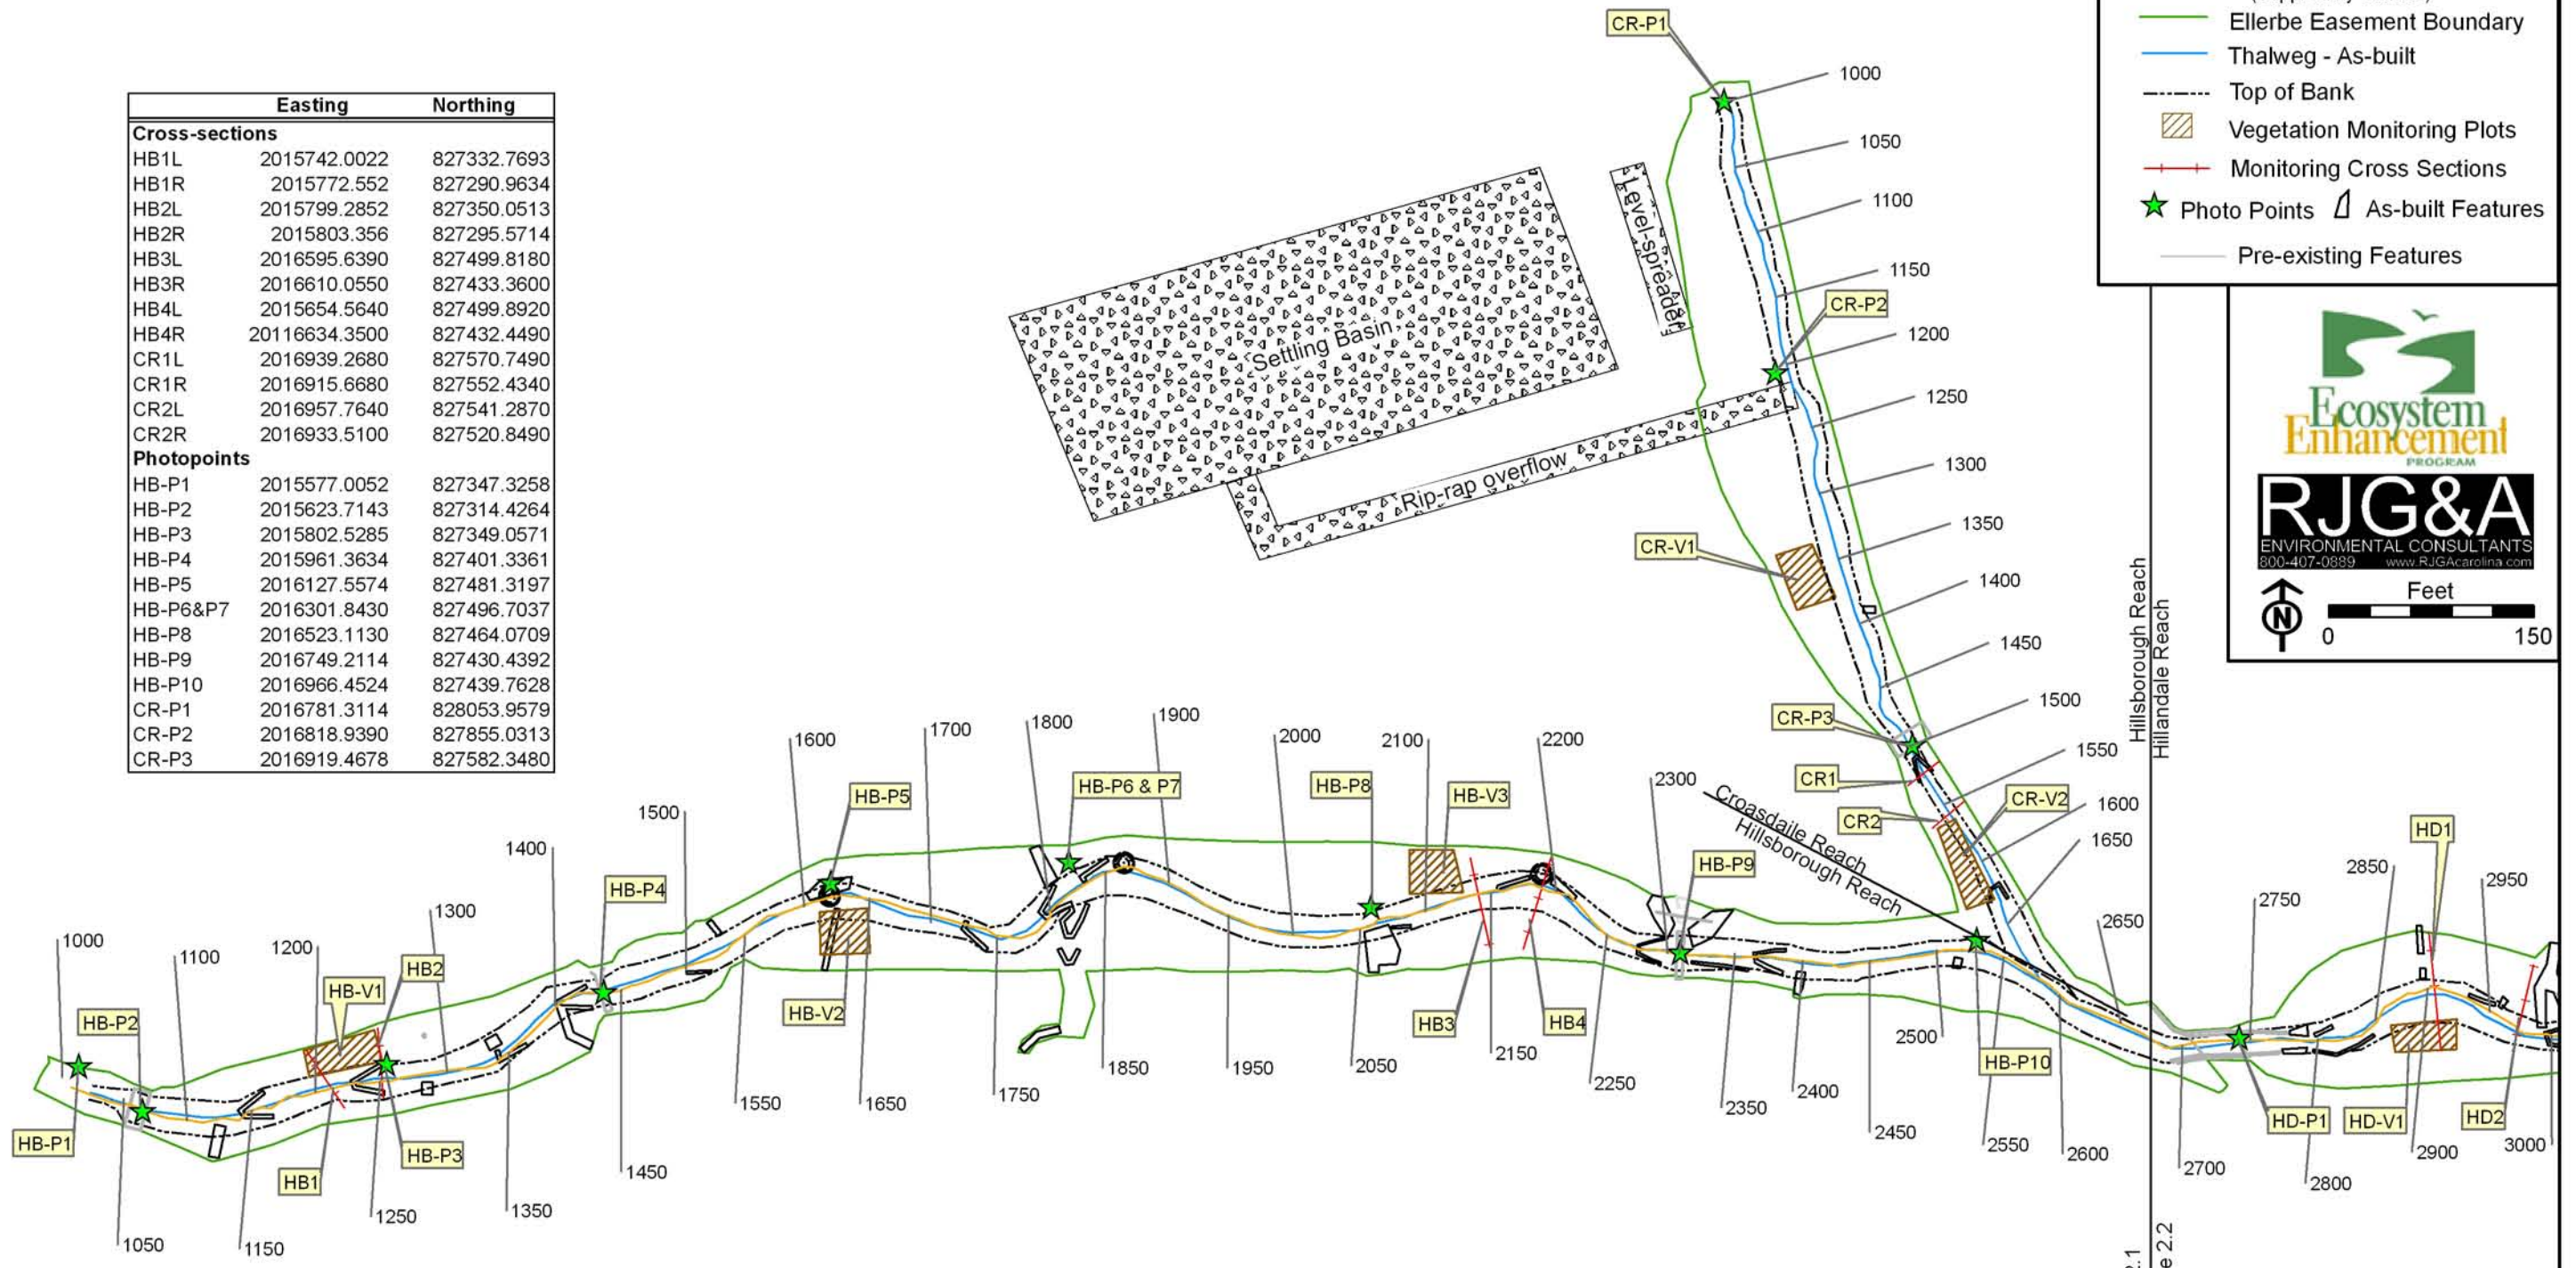 Easting Northing
Cross-sections
HB1L 2015742.0022 827332.7693
HB1R 2015772.552 827290.9634
HB2L 2015799.2852 827350.0513
HB2R 2015803.356 827295.5714
HB3L 2016595.6390 827499.8180
HB3R 2016610.0550 827433.3600
HB4L 2015654.5640 827499.8920
HB4R 20116634.3500 827432.4490
CR1L 2016939.2680 827570.7490
CR1R 2016915.6680 827552.4340
CR2L 2016957.7640 827541.2870
CR2R 2016933.5100 827520.8490
Photopoints
HB-P1 2015577.0052 827347.3258
HB-P2 2015623.7143 827314.4264
HB-P3 2015802.5285 827349.0571
HB-P4 2015961.3634 827401.3361
HB-P5 2016127.5574 827481.3197
HB-P6&P7 2016301.8430 827496.7037
HB-P8 2016523.1130 827464.0709
HB-P9 2016749.2114 827430.4392
HB-P10 2016966.4524 827439.7628
CR-P1 2016781.3114 828053.9579
CR-P2 2016818.9390 827855.0313
CR-P3 2016919.4678 827582.3480
Ellerbe Easement Boundary
Thalweg - As-built
Top of Bank
Vegetation Monitoring Plots
Monitoring Cross Sections
Photo Points As-built Features
Pre-existing Features
Ecosystem
Enhancement
PROGRAM
RJG&A
ENVIRONMENTAL CONSULTANTS
800-407-0889 www.RJGAcarolina.com
N
Feet
0 150
CR-P1
1000
1050
1100
1150
CR-P2
1200
1250
1300
1350
1400
1450
1500
1550
1600
1650
Level-spreader
Settling Basin
Rip-rap overflow
CR-V1
CR-P3
CR1
CR2
CR-V2
Croasdaile Reach
Hillsborough Reach
Hillsborough Reach
Hillandale Reach
1000
1100
1200
1300
1400
1500
1600
1700
1800
1900
2000
2100
2200
2300
HB-P5
HB-P6 & P7
HB-P8
HB-V3
HB-P9
HB-P4
HB2
HB-V1
HB-P2
HB-P1
HB1
HB-P3
HB-V2
HB3
HB4
HB-P10
1050
1150
1250
1350
1450
1550
1650
1750
1850
1950
2050
2150
2250
2350
2400
2450
2500
2550
2600
2650
2700
2750
2800
2850
2900
2950
3000
HD1
HD-P1
HD-V1
HD2
2.1
e 2.2